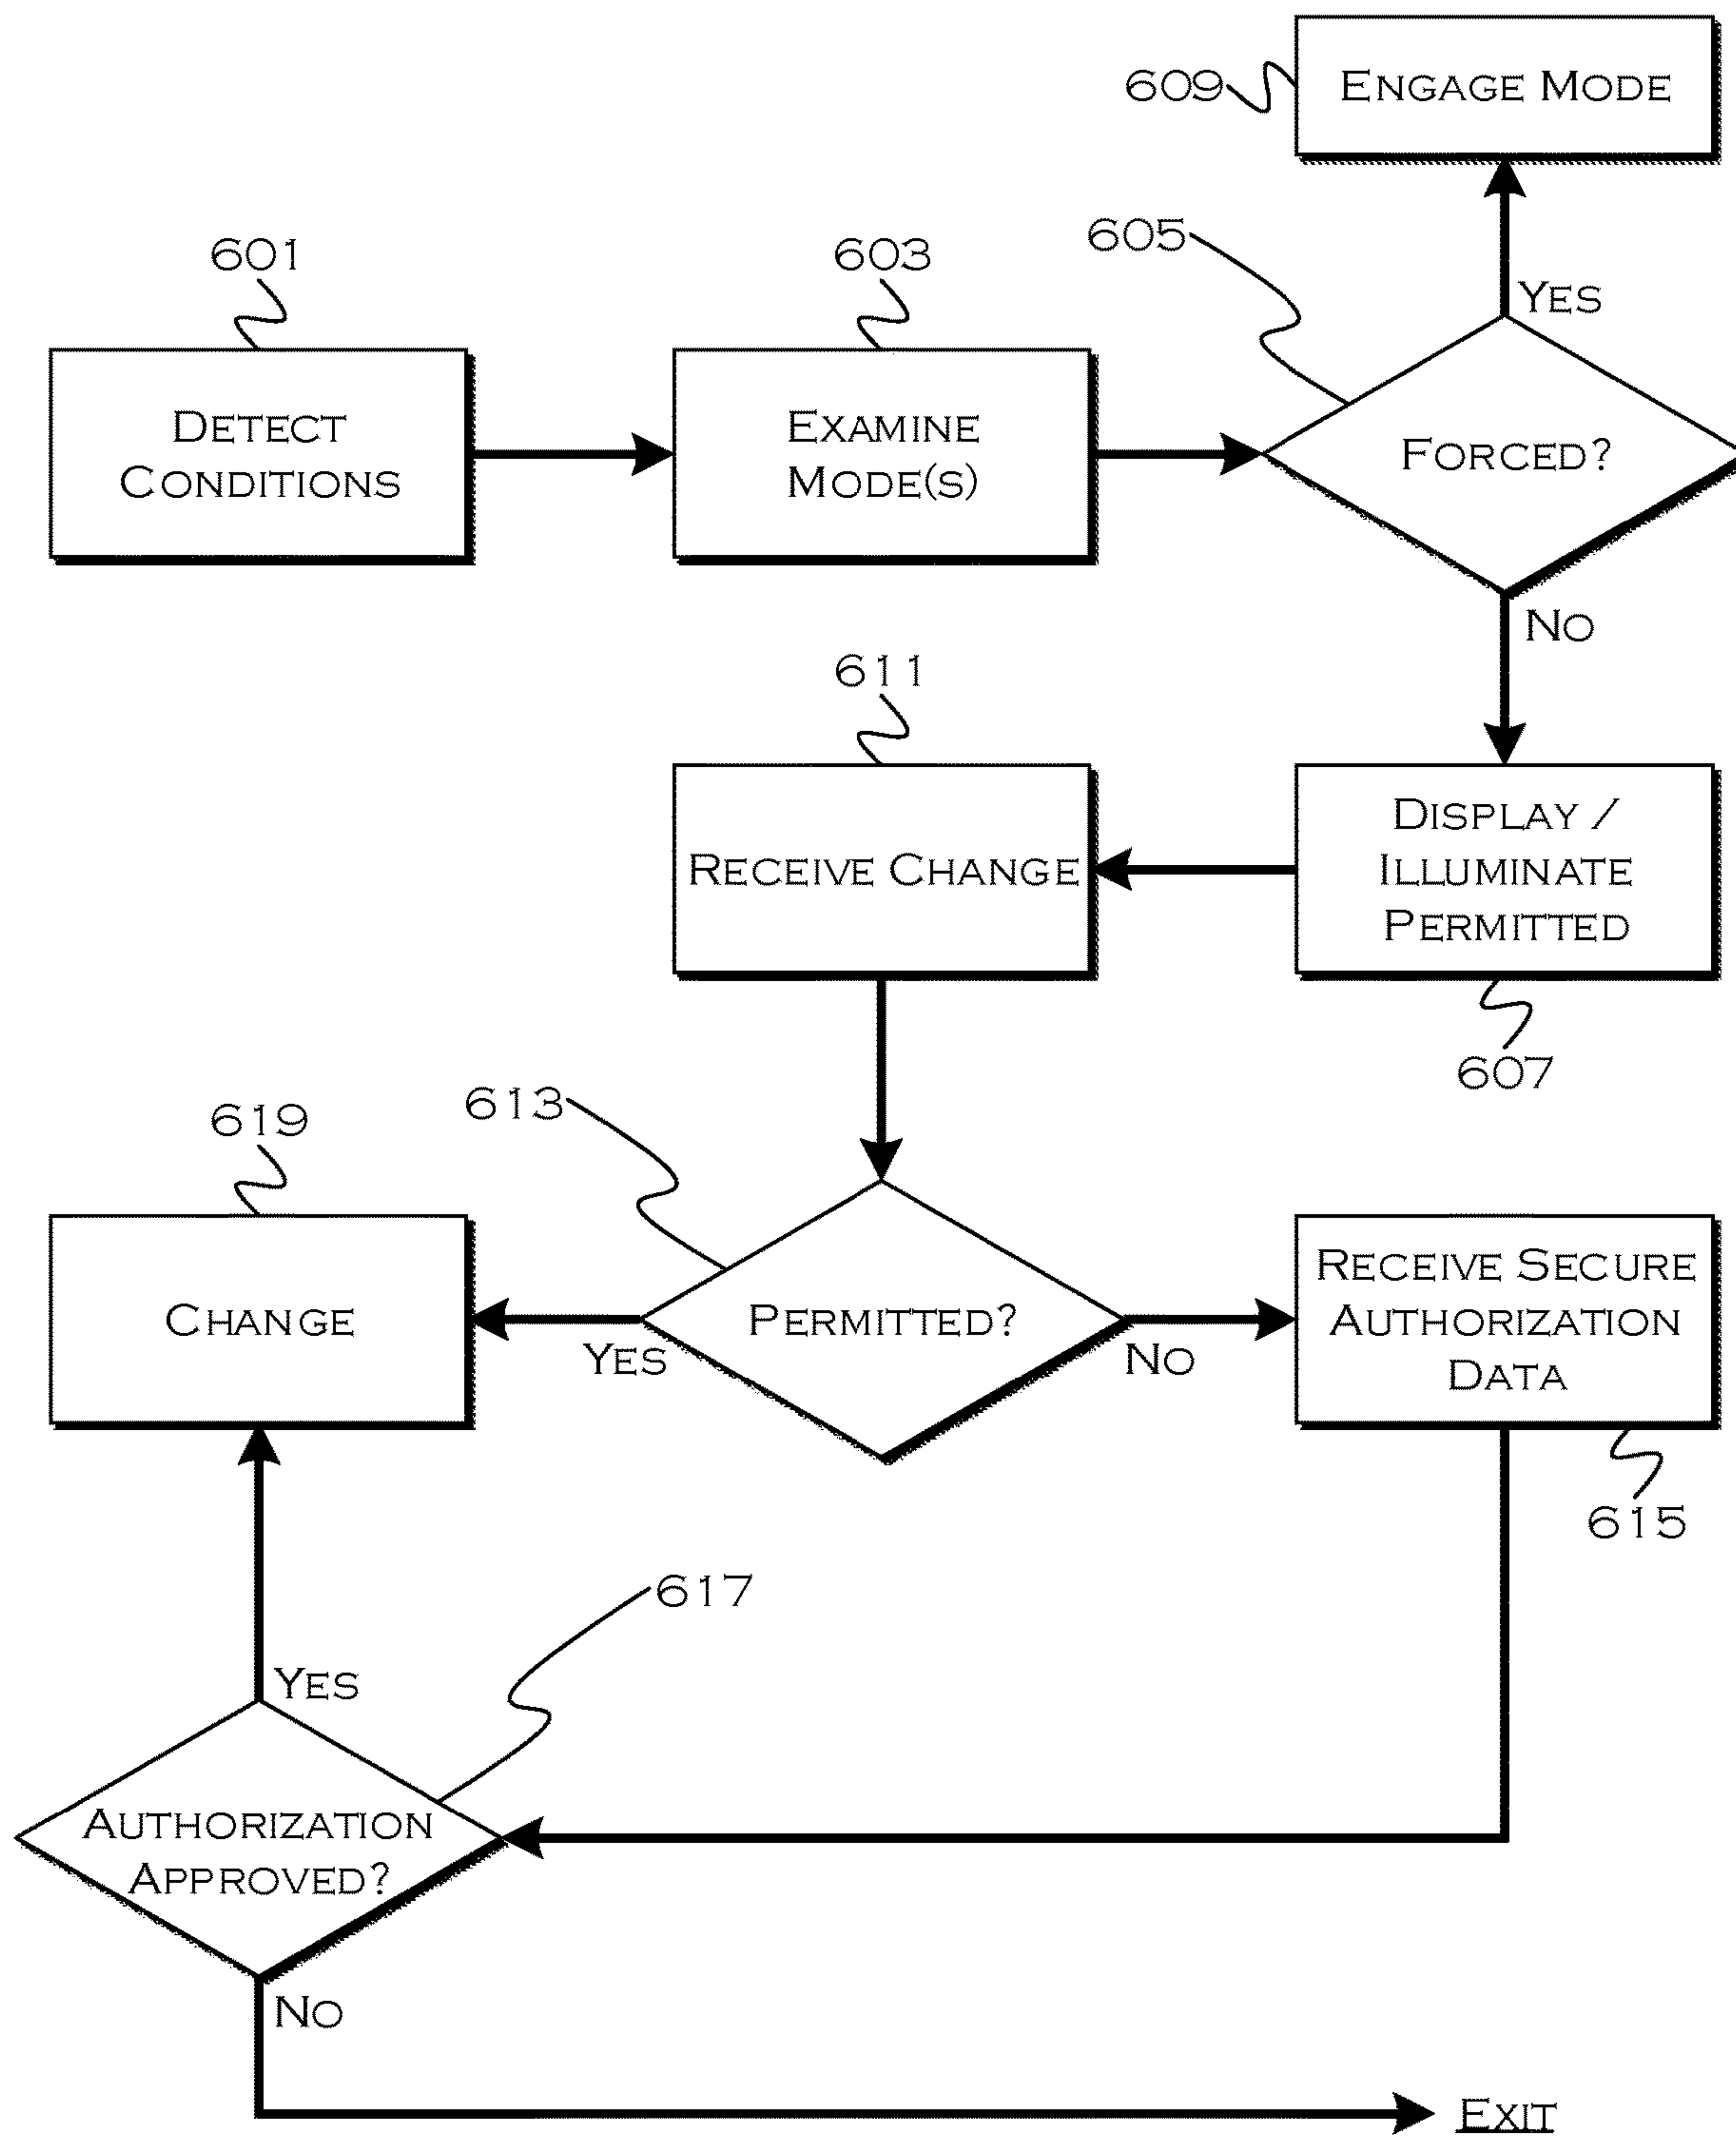 609
ENGAGE MODE
601
603
605
YES
DETECT
CONDITIONS
EXAMINE
MODE(S)
FORCED?
NO
611
RECEIVE CHANGE
DISPLAY /
ILLUMINATE
PERMITTED
607
613
619
CHANGE
PERMITTED?
YES
NO
RECEIVE SECURE
AUTHORIZATION
DATA
615
617
YES
AUTHORIZATION
APPROVED?
NO
EXIT